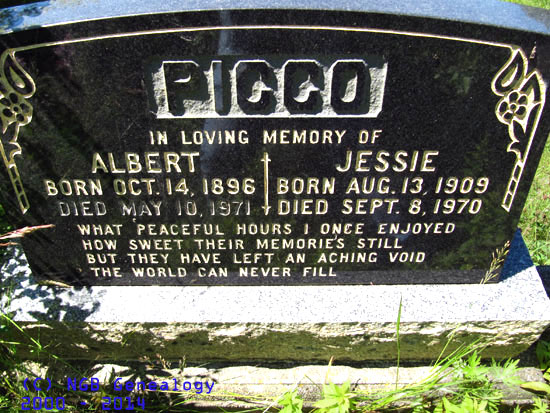 PICCO
IN LOVING MEMORY OF
ALBERT † JESSIE
BORN OCT. 14, 1896 BORN AUG. 13, 1909
DIED MAY 10, 1971 DIED SEPT. 8, 1970
WHAT PEACEFUL HOURS I ONCE ENJOYED
HOW SWEET THEIR MEMORIE'S STILL
BUT THEY HAVE LEFT AN ACHING VOID
THE WORLD CAN NEVER FILL
(C) NGB Genealogy
2000 - 2014